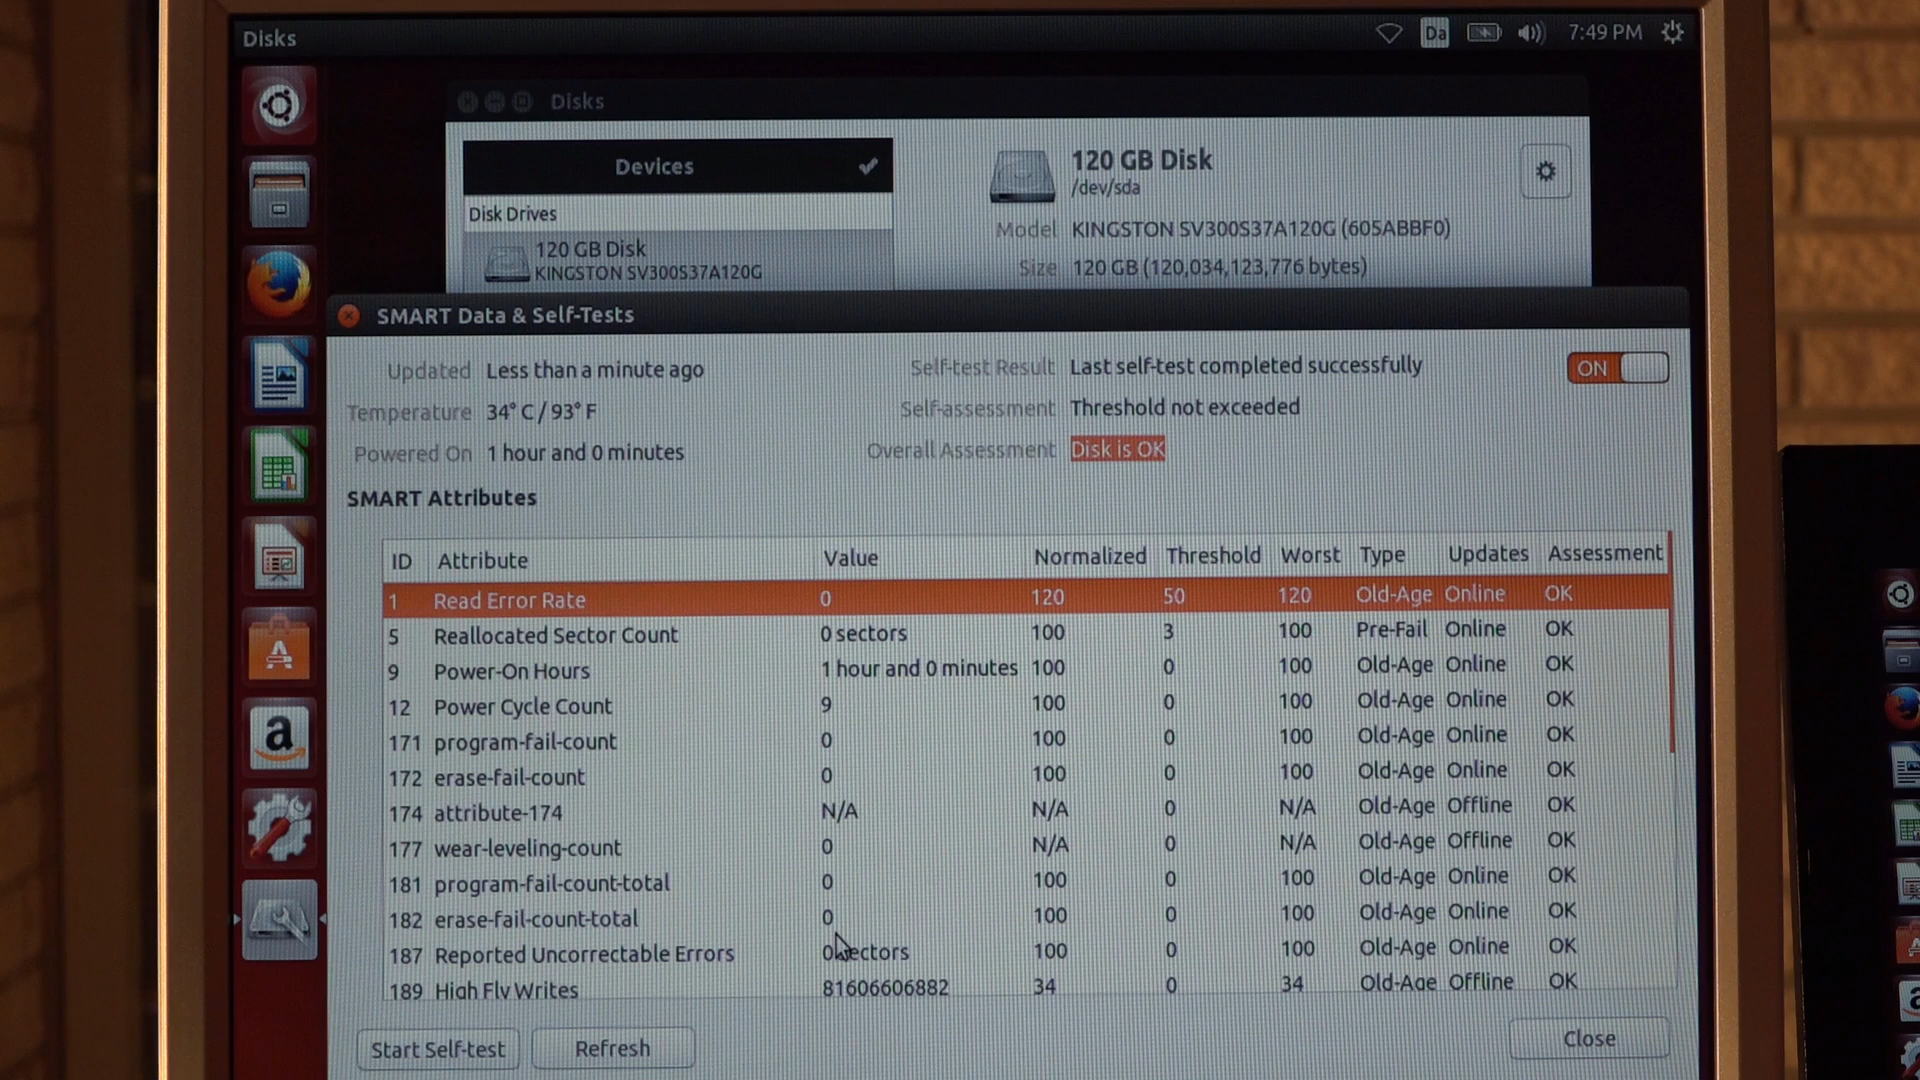 Disks
Da
7:49 PM
Disks
Devices
Disk Drives
120 GB Disk
KINGSTON SV300S37A120G
120 GB Disk
/dev/sda
Model KINGSTON SV300S37A120G (605ABBF0)
Size 120 GB (120,034,123,776 bytes)
SMART Data & Self-Tests
Updated Less than a minute ago
Self-test Result Last self-test completed successfully
ON
Temperature 34° C / 93° F
Self-assessment Threshold not exceeded
Powered On 1 hour and 0 minutes
Overall Assessment Disk is OK
SMART Attributes
ID Attribute Value Normalized Threshold Worst Type Updates Assessment
1 Read Error Rate 0 120 50 120 Old-Age Online OK
5 Reallocated Sector Count 0 sectors 100 3 100 Pre-Fail Online OK
9 Power-On Hours 1 hour and 0 minutes 100 0 100 Old-Age Online OK
12 Power Cycle Count 9 100 0 100 Old-Age Online OK
171 program-fail-count 0 100 0 100 Old-Age Online OK
172 erase-fail-count 0 100 0 100 Old-Age Online OK
174 attribute-174 N/A N/A 0 N/A Old-Age Offline OK
177 wear-leveling-count 0 N/A 0 N/A Old-Age Offline OK
181 program-fail-count-total 0 100 0 100 Old-Age Online OK
182 erase-fail-count-total 0 100 0 100 Old-Age Online OK
187 Reported Uncorrectable Errors 0 sectors 100 0 100 Old-Age Online OK
189 High Fly Writes 81606606882 34 0 34 Old-Age Offline OK
Start Self-test
Refresh
Close